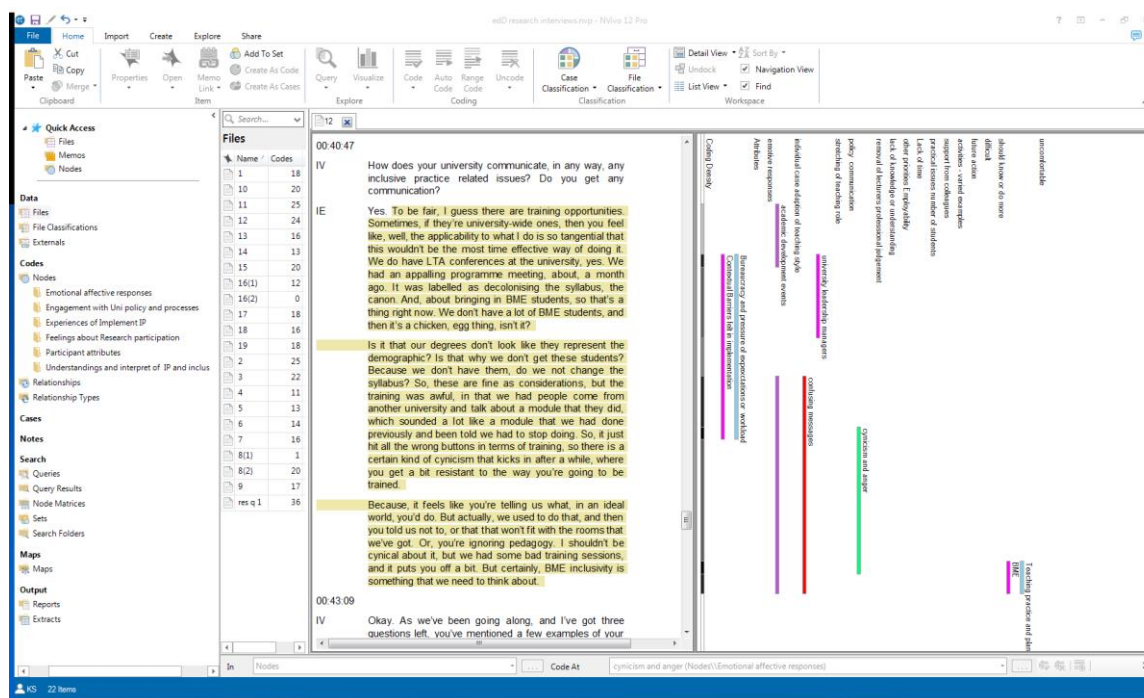 edD research interviews.nvp - NVivo 12 Pro
File Home Import Create Explore Share
Paste
Cut
Copy
Merge
Clipboard
Properties
Open
Memo Link
Add To Set
Create As Code
Create As Cases
Item
Query
Visualize
Explore
Code
Auto Code
Range Code
Uncode
Coding
Case Classification
File Classification
Classification
Detail View
Sort By
Undock
Navigation View
List View
Find
Workspace
Quick Access
Files
Memos
Nodes
Data
Files
File Classifications
Externals
Codes
Nodes
Emotional affective responses
Engagement with Uni policy and processes
Experiences of Implement IP
Feelings about Research participation
Participant attributes
Understandings and interpret of IP and inclus
Relationships
Relationship Types
Cases
Notes
Search
Queries
Query Results
Node Matrices
Sets
Search Folders
Maps
Maps
Output
Reports
Extracts
Search...
Files
Name Codes
1 18
10 20
11 25
12 24
13 16
14 13
15 20
16(1) 12
16(2) 0
17 18
18 16
19 18
2 25
3 22
4 11
5 13
6 14
7 16
8(1) 1
8(2) 20
9 17
res q 1 36
12
00:40:47
IV How does your university communicate, in any way, any
inclusive practice related issues? Do you get any
communication?
IE Yes. To be fair, I guess there are training opportunities.
Sometimes, if they're university-wide ones, then you feel
like, well, the applicability to what I do is so tangential that
this wouldn't be the most time effective way of doing it.
We do have LTA conferences at the university, yes. We
had an appalling programme meeting, about, a month
ago. It was labelled as decolonising the syllabus, the
canon. And, about bringing in BME students, so that's a
thing right now. We don't have a lot of BME students, and
then it's a chicken, egg thing, isn't it?
Is it that our degrees don't look like they represent the
demographic? Is that why we don't get these students?
Because we don't have them, do we not change the
syllabus? So, these are fine as considerations, but the
training was awful, in that we had people come from
another university and talk about a module that they did,
which sounded a lot like a module that we had done
previously and been told we had to stop doing. So, it just
hit all the wrong buttons in terms of training, so there is a
certain kind of cynicism that kicks in after a while, where
you get a bit resistant to the way you're going to be
trained.
Because, it feels like you're telling us what, in an ideal
world, you'd do. But actually, we used to do that, and then
you told us not to, or that that won't fit with the rooms that
we've got. Or, you're ignoring pedagogy. I shouldn't be
cynical about it, but we had some bad training sessions,
and it puts you off a bit. But certainly, BME inclusivity is
something that we need to think about.
00:43:09
IV Okay. As we've been going along, and I've got three
questions left, you've mentioned a few examples of your
uncomfortable
should know or do more
difficult
future action
activities - varied examples
support from colleagues
practical issues number of students
Lack of time
other priorities Employability
lack of knowledge or understanding
removal of lecturers professional judgement
stretching of teaching role
policy communication
individual case adaption of teaching style
emotive responses
Attributes
Coding Density
Teaching practice and plan
BME
cynicism and anger
university leadership managers
confusing messages
academic development events
Bureaucracy and pressure of expectations or workload
Contextual Barriers felt in implementation
In Nodes
Code At cynicism and anger (Nodes\\Emotional affective responses)
KS 22 Items